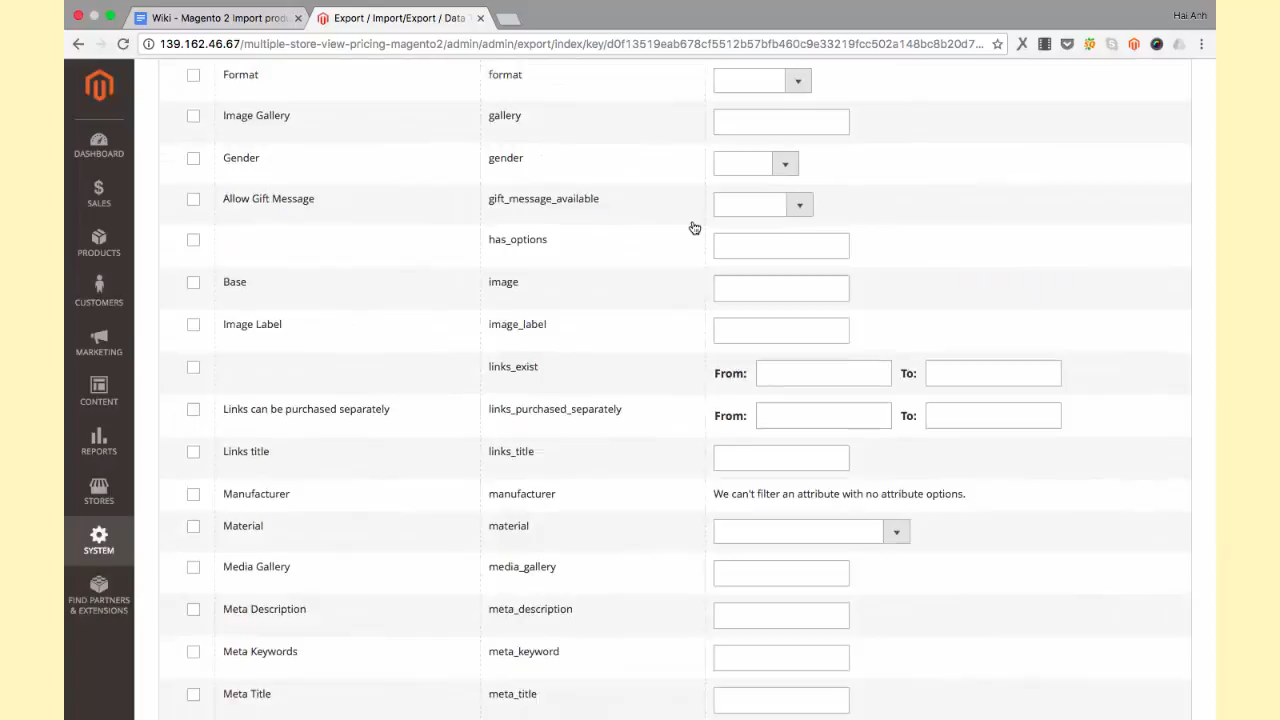 Wiki - Magento 2 Import prod
Export / Import/Export / Data T
Hai Anh
139.162.46.67/multiple-store-view-pricing-magento2/admin/admin/export/index/key/d0f13519eab678cf5512b57bfb460c9e33219fcc502a148bc8b20d7...
DASHBOARD
SALES
PRODUCTS
CUSTOMERS
MARKETING
CONTENT
REPORTS
STORES
SYSTEM
FIND PARTNERS
& EXTENSIONS
Format format
Image Gallery gallery
Gender gender
Allow Gift Message gift_message_available
has_options
Base image
Image Label image_label
links_exist From: To:
Links can be purchased separately links_purchased_separately From: To:
Links title links_title
Manufacturer manufacturer We can't filter an attribute with no attribute options.
Material material
Media Gallery media_gallery
Meta Description meta_description
Meta Keywords meta_keyword
Meta Title meta_title